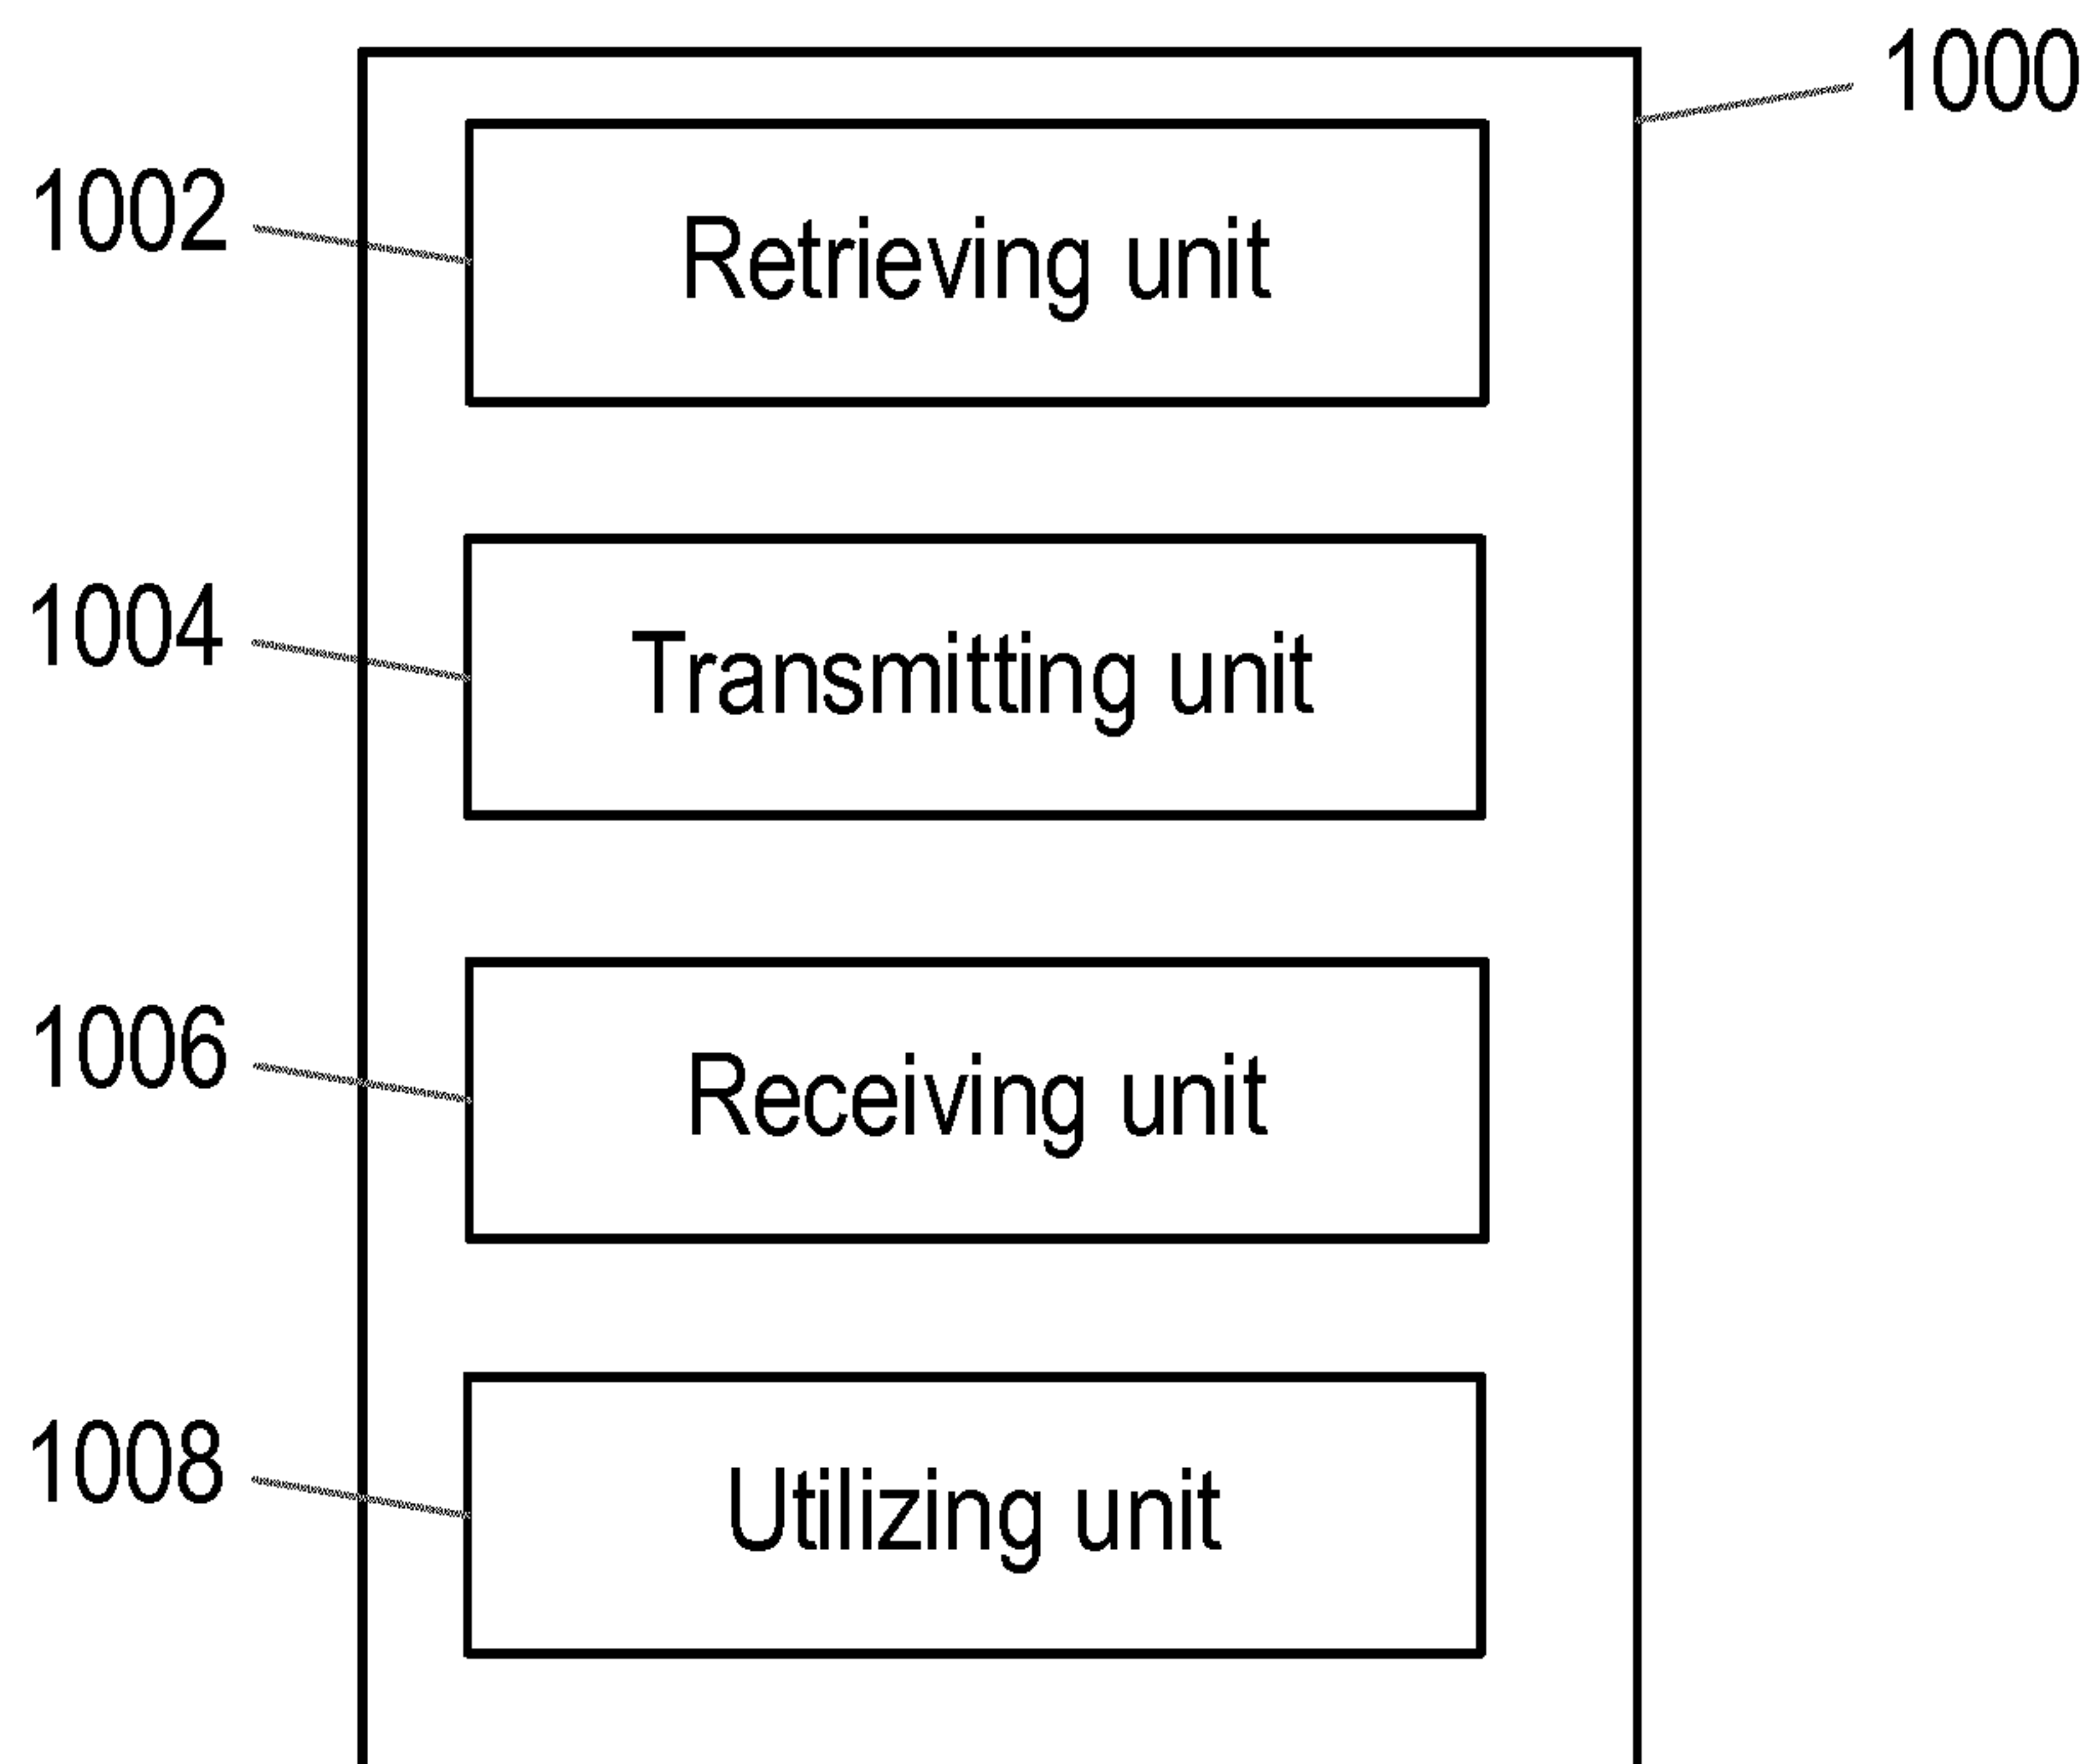 1000
1002
Retrieving unit
1004
Transmitting unit
1006
Receiving unit
1008
Utilizing unit